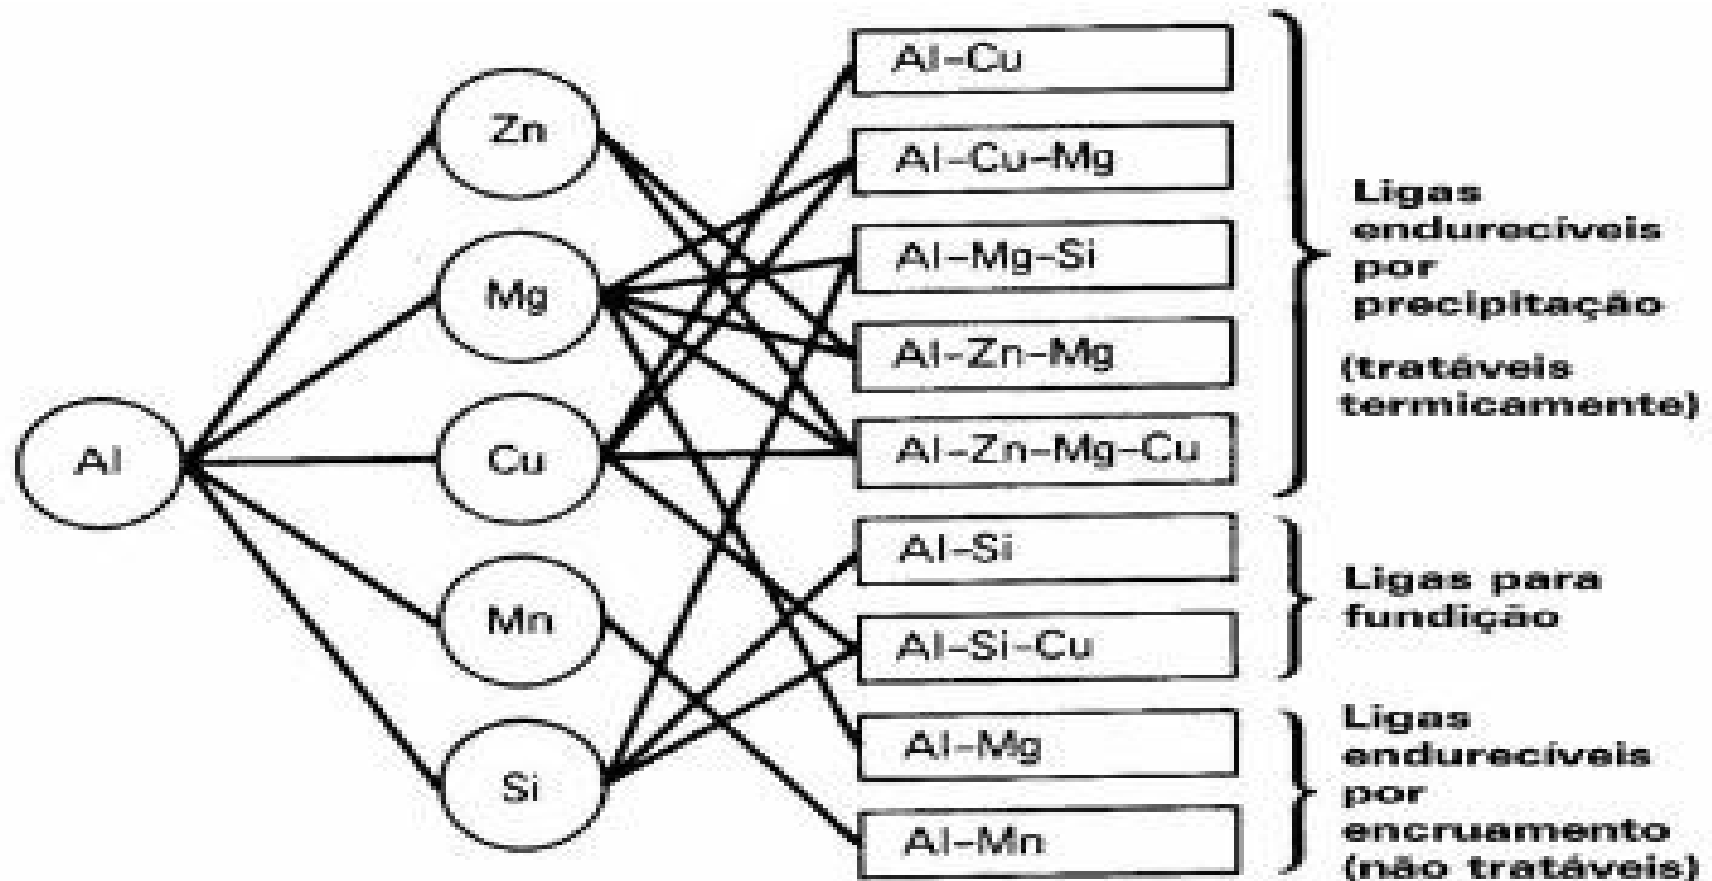 Al
Zn
Mg
Cu
Mn
Si
Al-Cu
Al-Cu-Mg
Al-Mg-Si
Al-Zn-Mg
Al-Zn-Mg-Cu
Al-Si
Al-Si-Cu
Al-Mg
Al-Mn
Ligas
endurecíveis
por
precipitação
(tratáveis
termicamente)
Ligas para
fundição
Ligas
endurecíveis
por
encruamento
(não tratáveis)